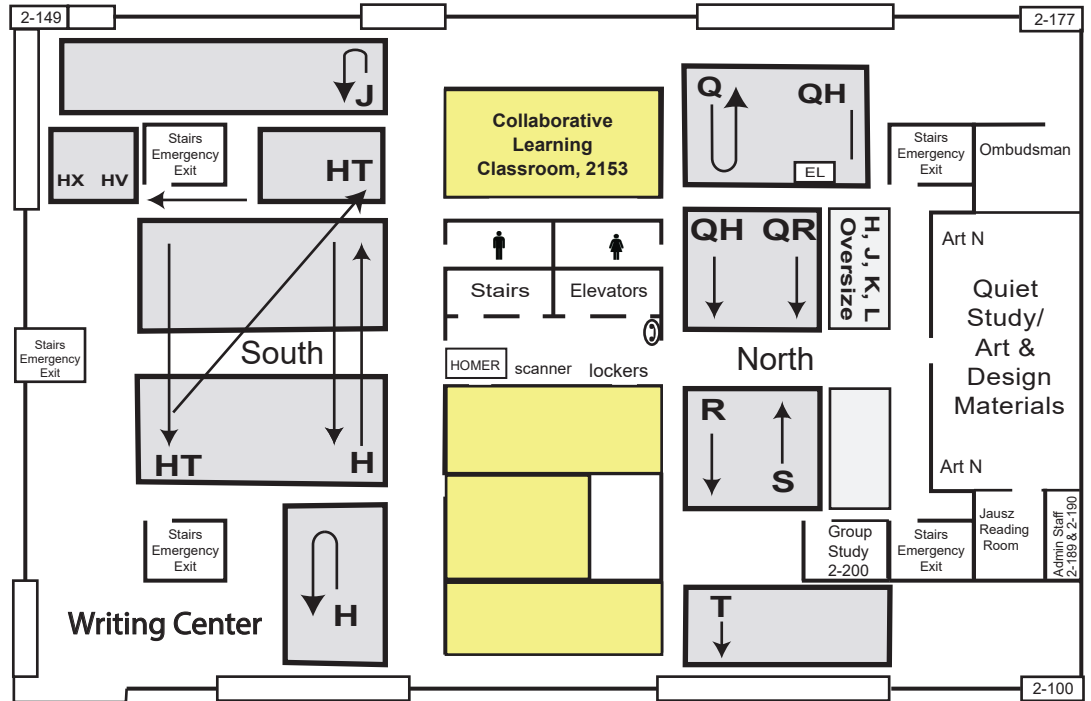 2-149
2-177
J
Collaborative
Learning
Classroom, 2153
Q
QH
EL
Stairs
Emergency
Exit
HX
HV
HT
Stairs
Emergency
Exit
Ombudsman
QH
QR
H, J, K, L
Oversize
Art N
Stairs
Elevators
Quiet
Study/
Art &
Design
Materials
Stairs
Emergency
Exit
South
HOMER
scanner
lockers
North
HT
H
R
S
Art N
Stairs
Emergency
Exit
Group
Study
2-200
Stairs
Emergency
Exit
Jausz
Reading
Room
Admin Staff
2-189 & 2-190
Writing Center
H
T
2-100